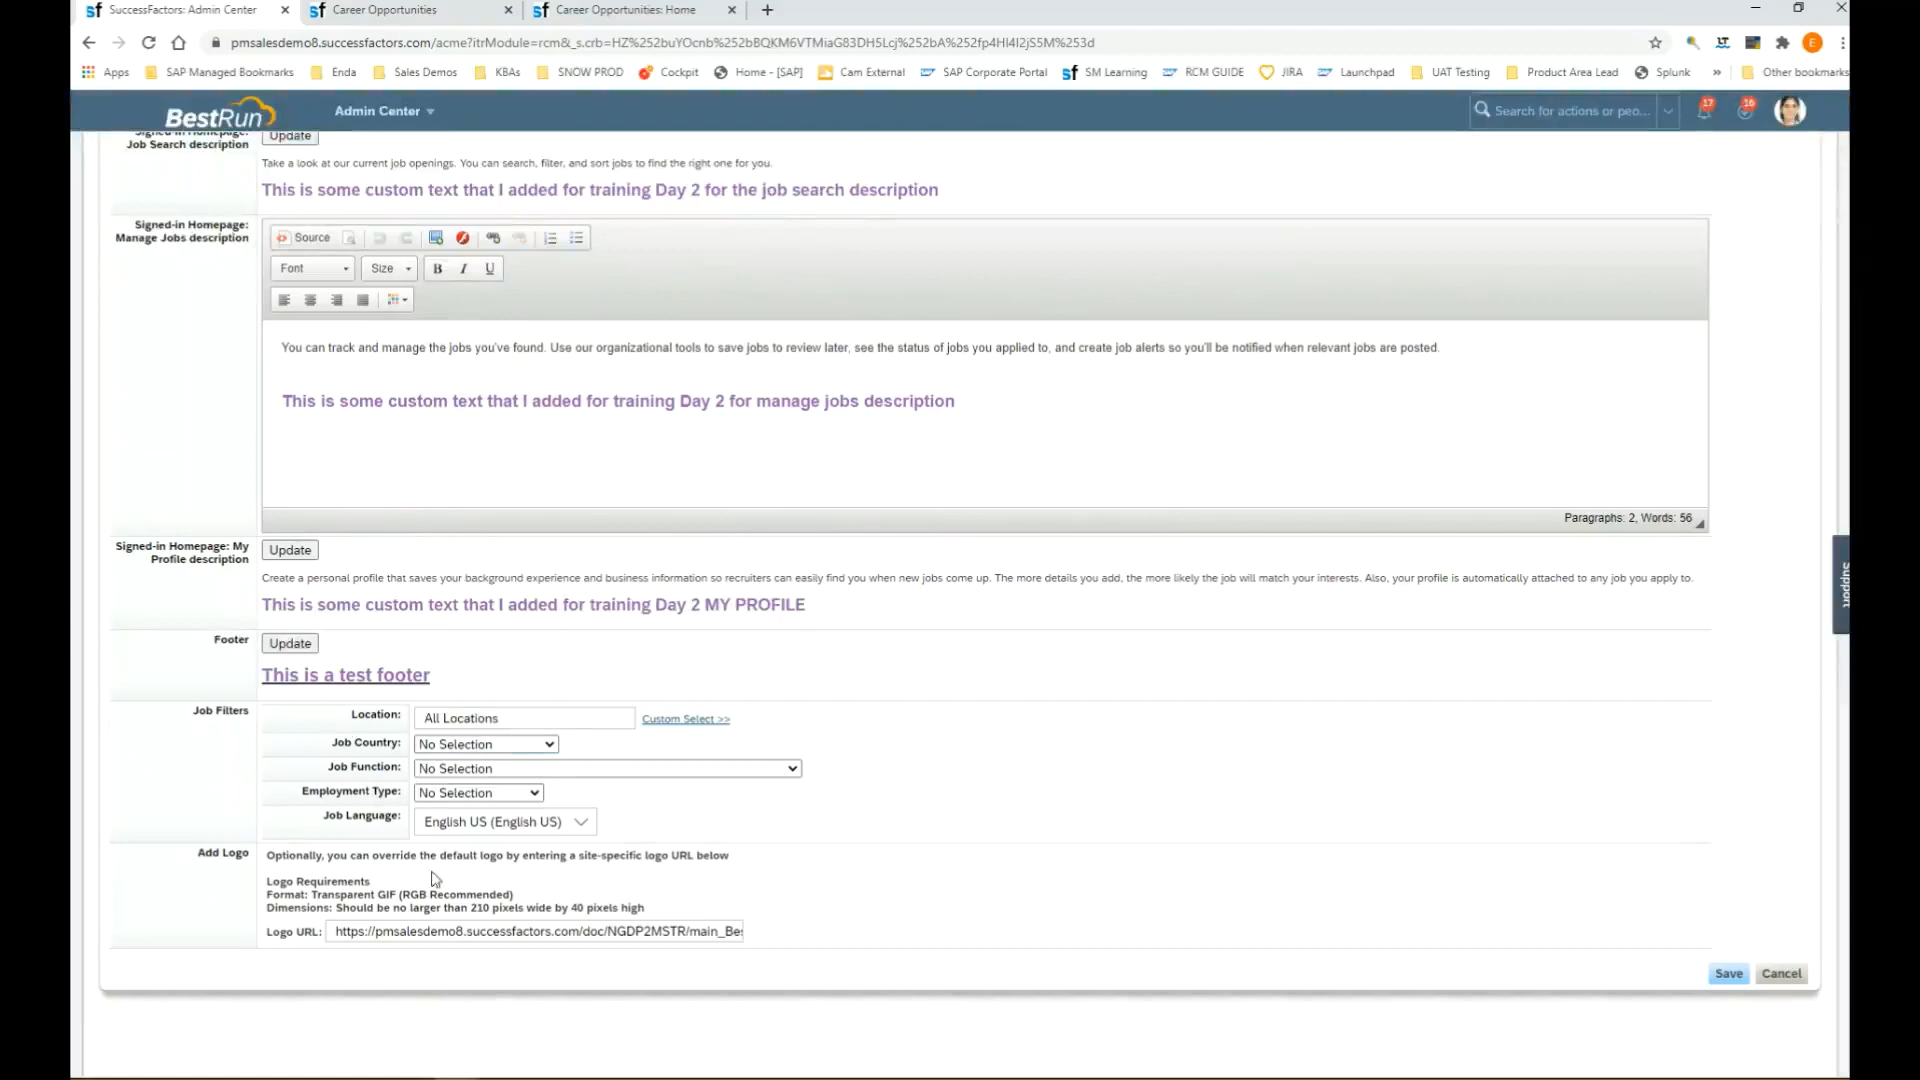 SuccessFactors: Admin Center
Career Opportunities
Career Opportunities: Home
pmsalesdemo8.successfactors.com/acme?itrModule=rcm&_s.crb=HZ%252buYOcnb%252bBQKM6VTMiaG83DH5Lcj%252bA%252fp4HI4I2jS5M%253d
Apps SAP Managed Bookmarks Enda Sales Demos KBAs SNOW PROD Cockpit Home - [SAP] Cam External SAP Corporate Portal SM Learning RCM GUIDE JIRA Launchpad UAT Testing Product Area Lead Splunk » Other bookmarks
BestRun Admin Center Search for actions or peo... 17 16
Signed-in Homepage:
Job Search description
Update
Take a look at our current job openings. You can search, filter, and sort jobs to find the right one for you.
This is some custom text that I added for training Day 2 for the job search description
Signed-in Homepage:
Manage Jobs description
Source
Font Size B I U
You can track and manage the jobs you've found. Use our organizational tools to save jobs to review later, see the status of jobs you applied to, and create job alerts so you'll be notified when relevant jobs are posted.
This is some custom text that I added for training Day 2 for manage jobs description
Paragraphs: 2, Words: 56
Signed-in Homepage: My
Profile description
Update
Create a personal profile that saves your background experience and business information so recruiters can easily find you when new jobs come up. The more details you add, the more likely the job will match your interests. Also, your profile is automatically attached to any job you apply to.
This is some custom text that I added for training Day 2 MY PROFILE
Support
Footer
Update
This is a test footer
Job Filters
Location: All Locations Custom Select >>
Job Country: No Selection
Job Function: No Selection
Employment Type: No Selection
Job Language: English US (English US)
Add Logo
Optionally, you can override the default logo by entering a site-specific logo URL below
Logo Requirements
Format: Transparent GIF (RGB Recommended)
Dimensions: Should be no larger than 210 pixels wide by 40 pixels high
Logo URL: https://pmsalesdemo8.successfactors.com/doc/NGDP2MSTR/main_Be
Save Cancel